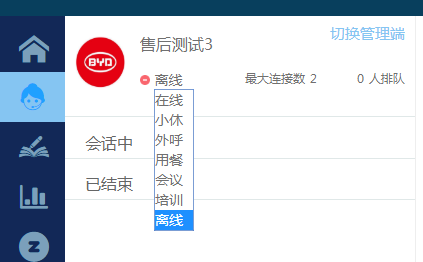 切换管理端
售后测试3
BYD
离线
最大连接数 2
0 人排队
在线
小休
外呼
用餐
会议
培训
离线
会话中
已结束
z